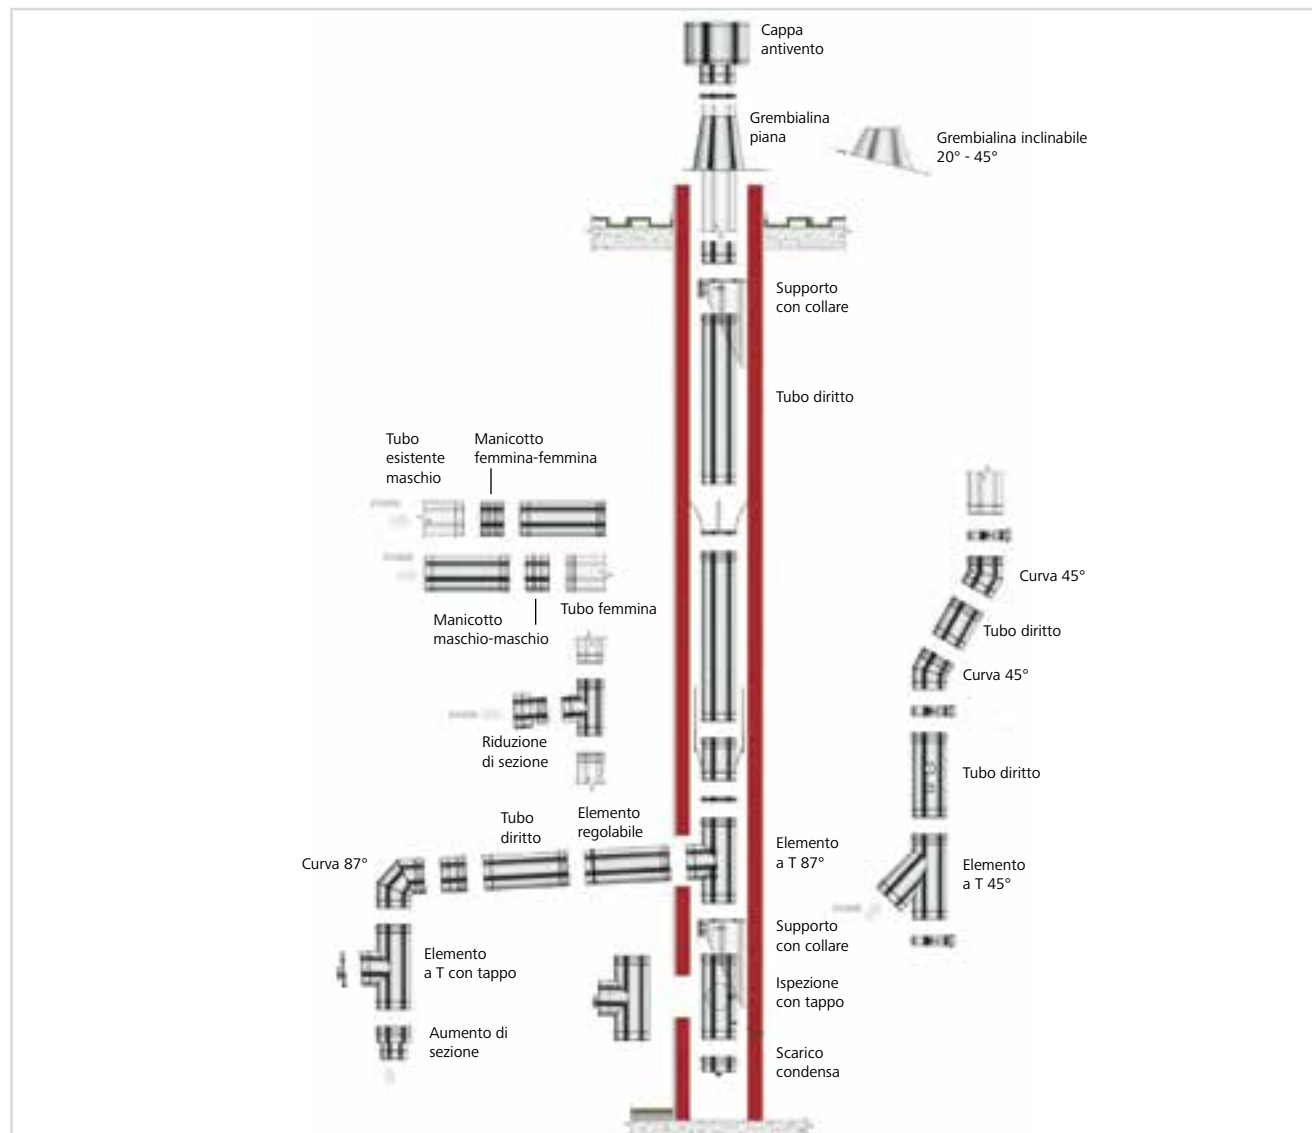 Cappa
antivento
Grembialina
piana
Grembialina inclinabile
20° - 45°
Supporto
con collare
Tubo diritto
Tubo
esistente
maschio
Manicotto
femmina-femmina
Manicotto
maschio-maschio
Tubo femmina
Riduzione
di sezione
Curva 45°
Tubo diritto
Curva 45°
Tubo diritto
Elemento
a T 45°
Curva 87°
Tubo
diritto
Elemento
regolabile
Elemento
a T 87°
Elemento
a T con tappo
Aumento di
sezione
Supporto
con collare
Ispezione
con tappo
Scarico
condensa